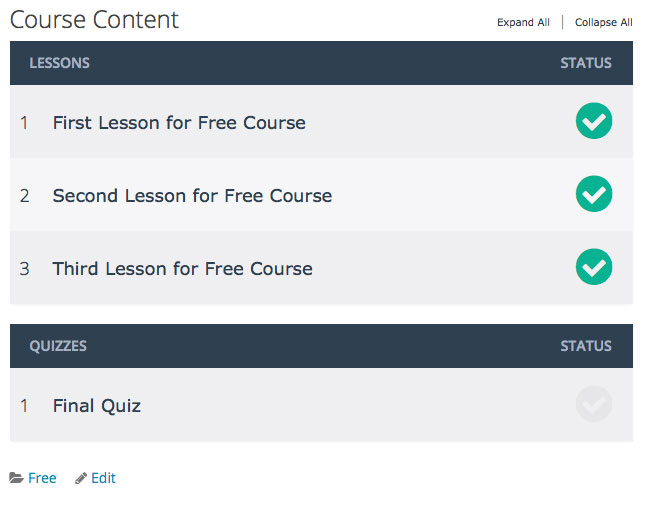 Course Content
Expand All | Collapse All
LESSONS STATUS
1 First Lesson for Free Course
2 Second Lesson for Free Course
3 Third Lesson for Free Course
QUIZZES STATUS
1 Final Quiz
Free Edit